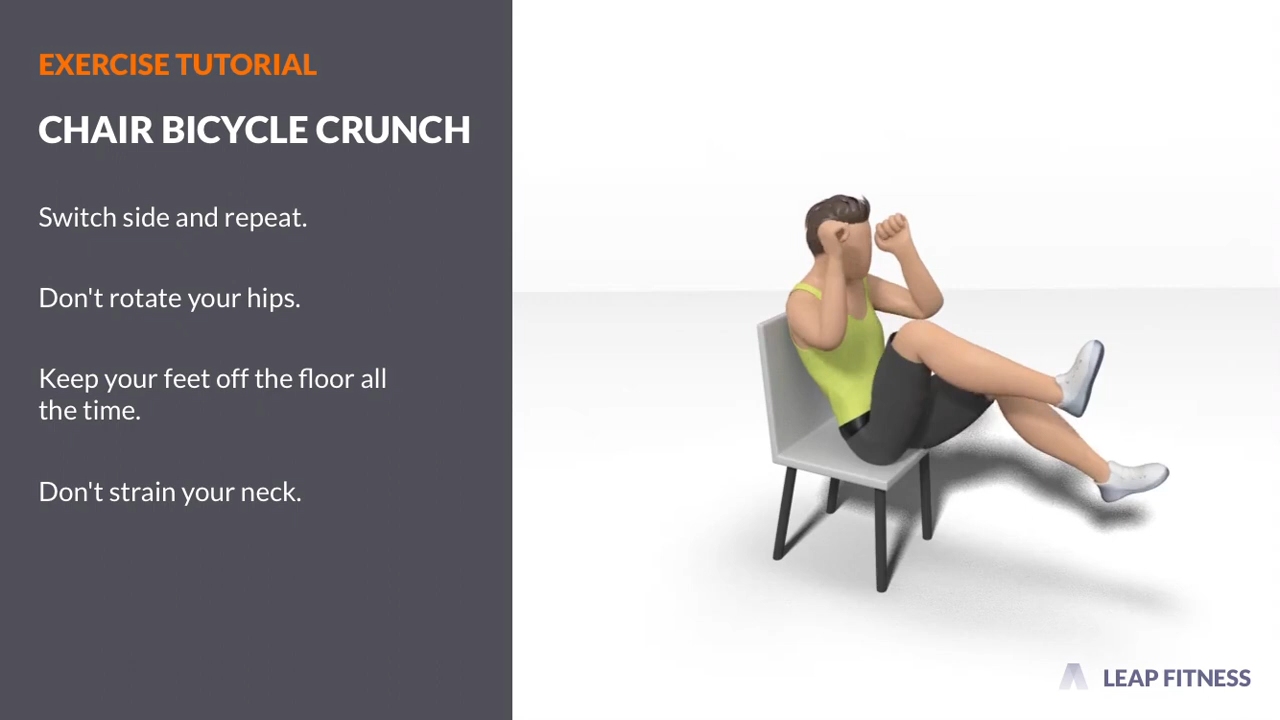 EXERCISE TUTORIAL
CHAIR BICYCLE CRUNCH
Switch side and repeat.
Don't rotate your hips.
Keep your feet off the floor all
the time.
Don't strain your neck.
LEAP FITNESS